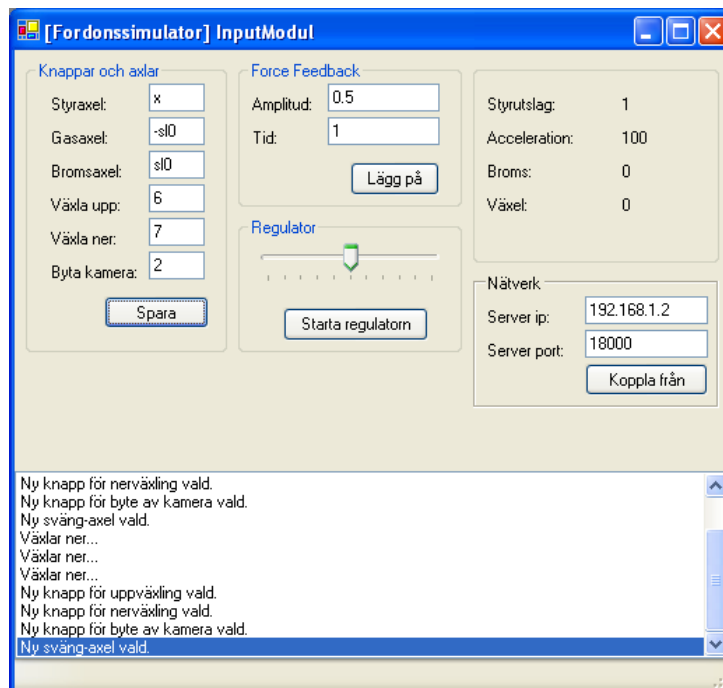 [Fordonssimulator] InputModul
Knappar och axlar
Styraxel: x
Gasaxel: -sl0
Bromsaxel: sl0
Växla upp: 6
Växla ner: 7
Byta kamera: 2
Spara
Force Feedback
Amplitud: 0.5
Tid: 1
Lägg på
Regulator
Starta regulatorn
Styrutslag: 1
Acceleration: 100
Broms: 0
Växel: 0
Nätverk
Server ip: 192.168.1.2
Server port: 18000
Koppla från
Ny knapp för nerväxling vald.
Ny knapp för byte av kamera vald.
Ny sväng-axel vald.
Växlar ner...
Växlar ner...
Växlar ner...
Ny knapp för uppväxling vald.
Ny knapp för nerväxling vald.
Ny knapp för byte av kamera vald.
Ny sväng-axel vald.